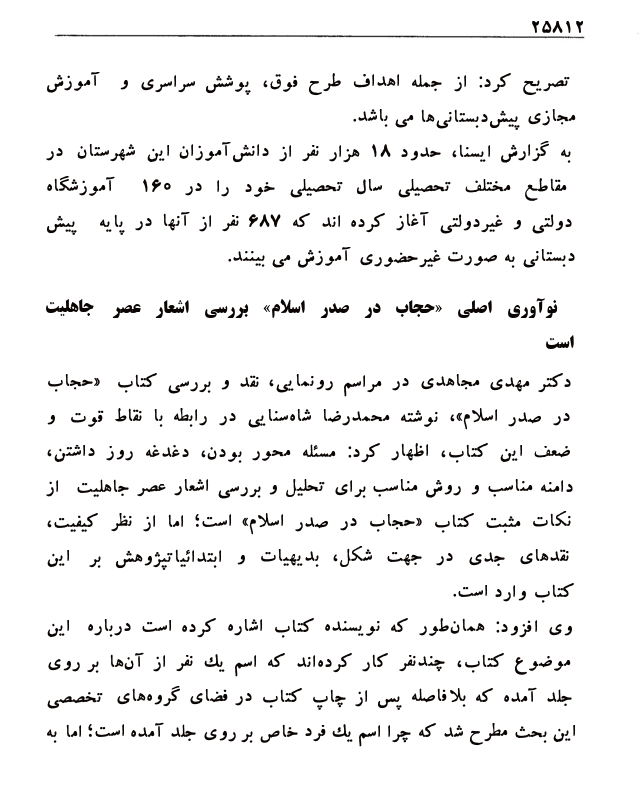 ۲۵۸۱۲
تصریح کرد: از جمله اهداف طرح فوق، پوشش سراسری و آموزش
مجازی پیش‌دبستانی‌ها می باشد.
به گزارش ایسنا، حدود ۱۸ هزار نفر از دانش‌آموزان این شهرستان در
مقاطع مختلف تحصیلی سال تحصیلی خود را در ۱۶۰ آموزشگاه
دولتی و غیردولتی آغاز کرده اند که ۶۸۷ نفر از آنها در پایه پیش
دبستانی به صورت غیرحضوری آموزش می بینند.
نوآوری اصلی «حجاب در صدر اسلام» بررسی اشعار عصر جاهلیت
است
دکتر مهدی مجاهدی در مراسم رونمایی، نقد و بررسی کتاب «حجاب
در صدر اسلام»، نوشته محمدرضا شاه‌سنایی در رابطه با نقاط قوت و
ضعف این کتاب، اظهار کرد: مسئله محور بودن، دغدغه روز داشتن،
دامنه مناسب و روش مناسب برای تحلیل و بررسی اشعار عصر جاهلیت از
نکات مثبت کتاب «حجاب در صدر اسلام» است؛ اما از نظر کیفیت،
نقدهای جدی در جهت شکل، بدیهیات و ابتدائیاتپژوهش بر این
کتاب وارد است.
وی افزود: همان‌طور که نویسنده کتاب اشاره کرده است درباره این
موضوع کتاب، چندنفر کار کرده‌اند که اسم یك نفر از آن‌ها بر روی
جلد آمده که بلافاصله پس از چاپ کتاب در فضای گروه‌های تخصصی
این بحث مطرح شد که چرا اسم یك فرد خاص بر روی جلد آمده است؛ اما به